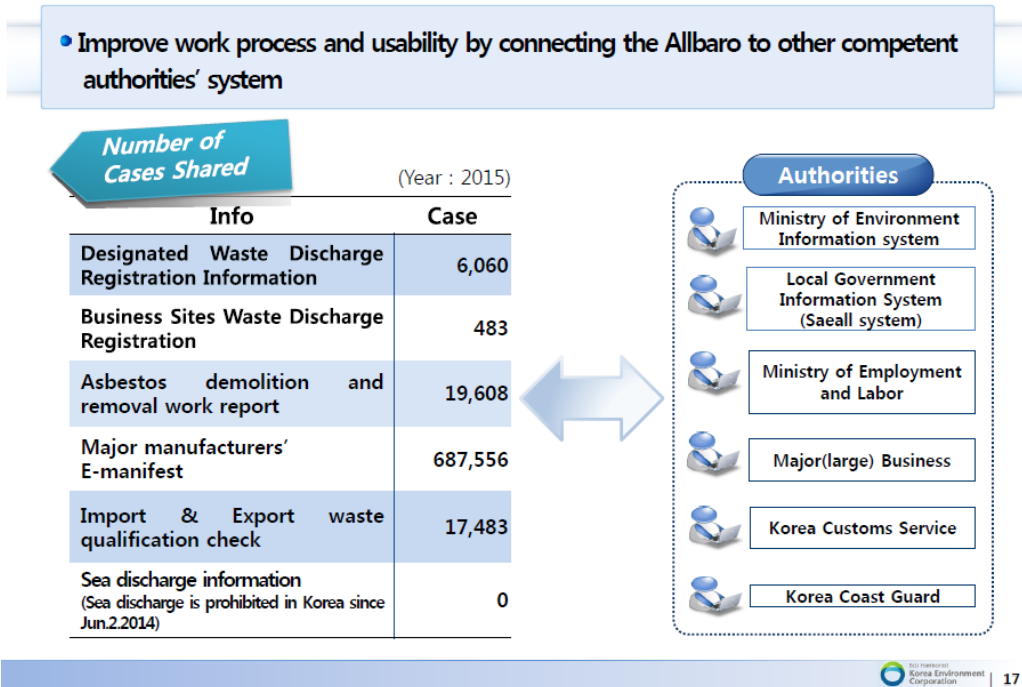 • Improve work process and usability by connecting the Allbaro to other competent
authorities' system
Number of
Cases Shared
(Year : 2015)
Info Case
Designated Waste Discharge
Registration Information
6,060
Business Sites Waste Discharge
Registration
483
Asbestos demolition and
removal work report
19,608
Major manufacturers'
E-manifest
687,556
Import & Export waste
qualification check
17,483
Sea discharge information
(Sea discharge is prohibited in Korea since
Jun.2.2014)
0
Authorities
Ministry of Environment
Information system
Local Government
Information System
(Saeall system)
Ministry of Employment
and Labor
Major(large) Business
Korea Customs Service
Korea Coast Guard
Korea Environment
Corporation
17